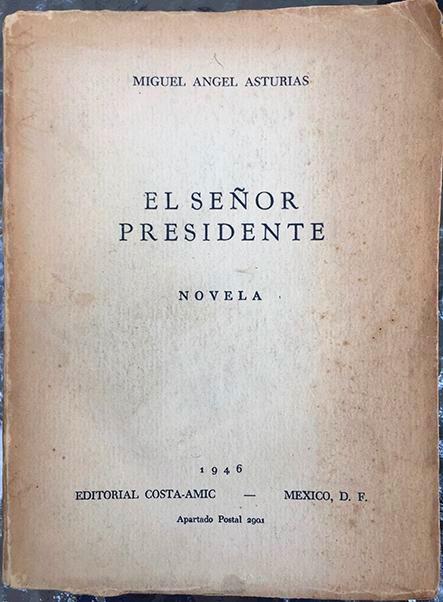 MIGUEL ANGEL ASTURIAS
EL SEÑOR
PRESIDENTE
NOVELA
1946
EDITORIAL COSTA-AMIC — MEXICO, D. F.
Apartado Postal 2901